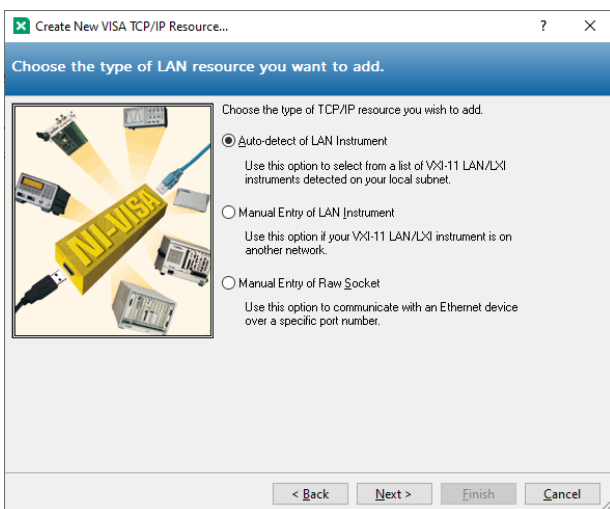 Create New VISA TCP/IP Resource...
?
Choose the type of LAN resource you want to add.
Choose the type of TCP/IP resource you wish to add.
Auto-detect of LAN Instrument
Use this option to select from a list of VXI-11 LAN/LXI
instruments detected on your local subnet.
Manual Entry of LAN Instrument
Use this option if your VXI-11 LAN/LXI instrument is on
another network.
Manual Entry of Raw Socket
Use this option to communicate with an Ethernet device
over a specific port number.
NI-VISA
< Back
Next >
Finish
Cancel